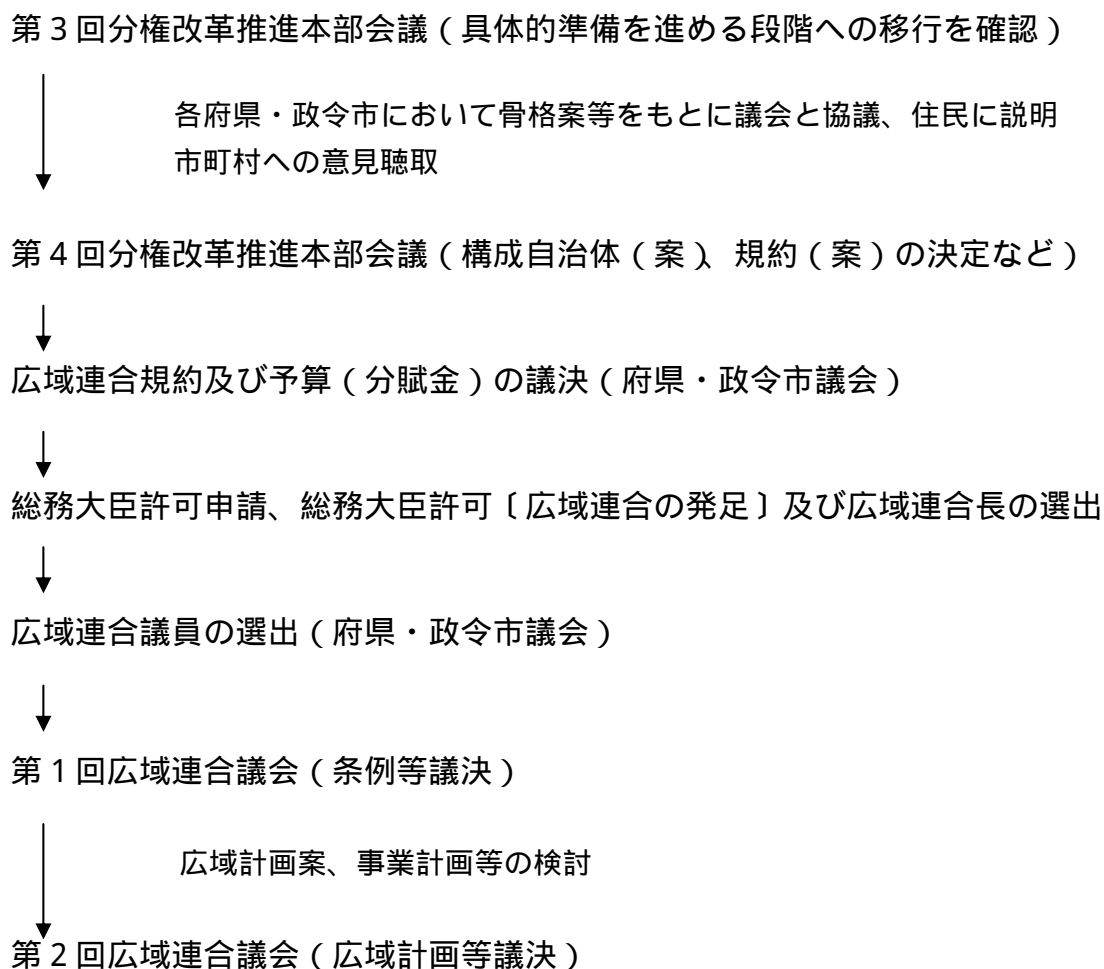 第３回分権改革推進本部会議（具体的準備を進める段階への移行を確認）
各府県・政令市において骨格案等をもとに議会と協議、住民に説明
市町村への意見聴取
第４回分権改革推進本部会議（構成自治体（案）、規約（案）の決定など）
広域連合規約及び予算（分賦金）の議決（府県・政令市議会）
総務大臣許可申請、総務大臣許可〔広域連合の発足〕及び広域連合長の選出
広域連合議員の選出（府県・政令市議会）
第１回広域連合議会（条例等議決）
広域計画案、事業計画等の検討
第２回広域連合議会（広域計画等議決）